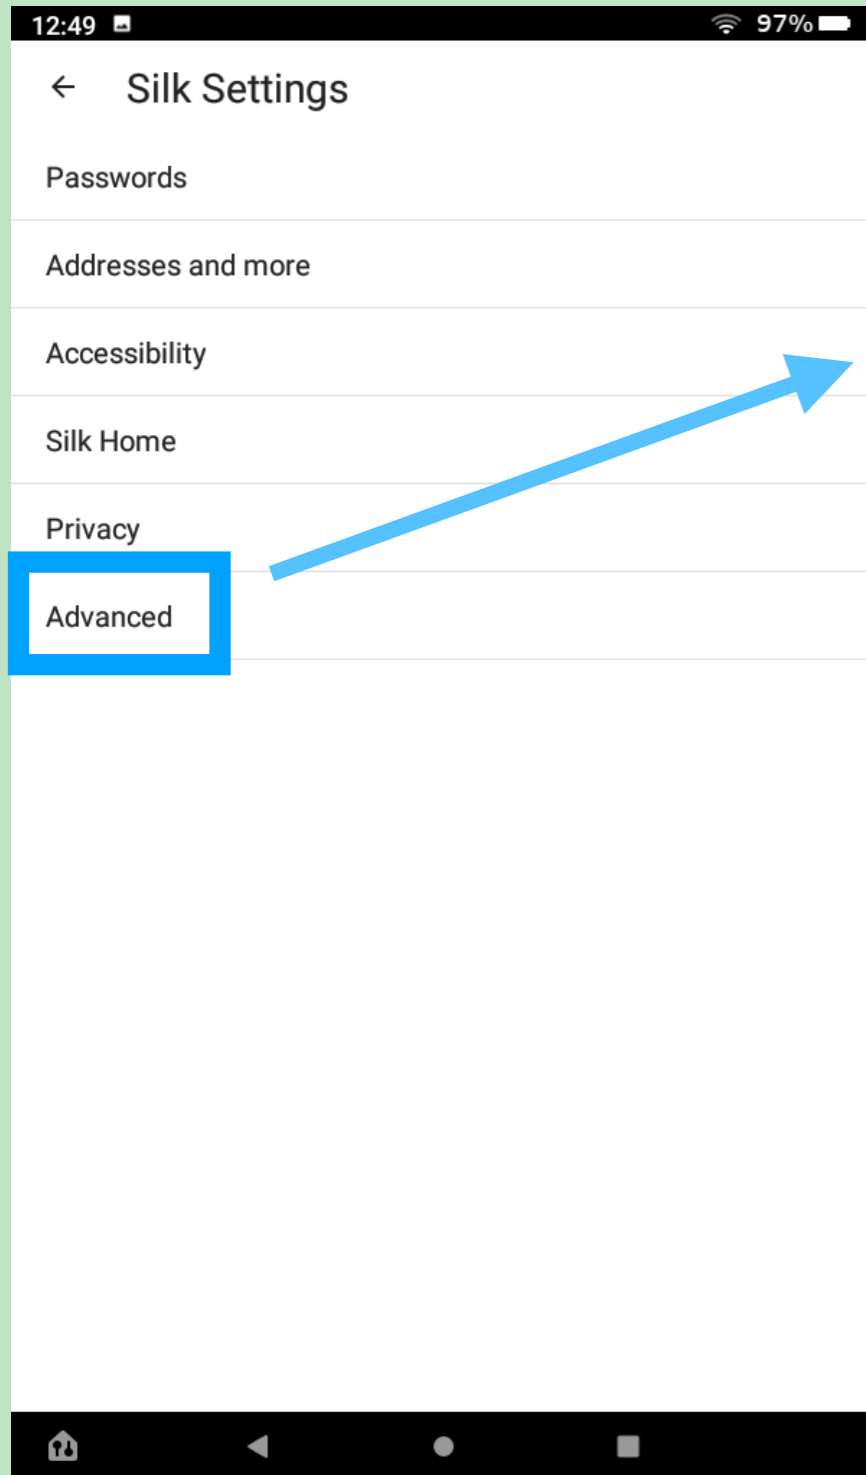 12:49 97%
Silk Settings
Passwords
Addresses and more
Accessibility
Silk Home
Privacy
Advanced